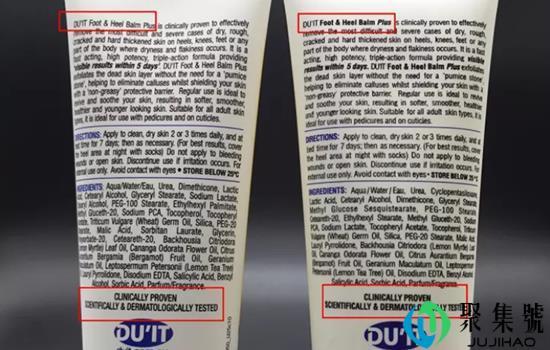 DU'IT Foot & Heel Balm Plus is clinically proven to effectively
remove the most difficult and severe cases of dry, rough,
cracked and hard thickened skin on heels, knees, feet or any
part of the body where dryness and flakiness occurs. It is a
fast acting, high potency, triple-action formula providing
visible results within 5 days*. DU'IT Foot & Heel Balm Plus
exfoliates the dead skin layer without the need for a 'pumice
stone', helping to eliminate calluses whilst shielding your skin
with a 'non-greasy' protective barrier. Regular use is ideal to
revive and soothe your skin, resulting in softer, smoother,
healthier and younger looking skin. Suitable for all adult skin
types, it is ideal for use with pedicures and on cuticles.
DIRECTIONS: Apply to clean, dry skin 2 or 3 times daily, and at
bed time for 7 days; then as necessary. (For best results, cover
the heel area at night with socks) Do not apply to bleeding
wounds or open skin. Discontinue use if irritation occurs. For
external use only. Avoid contact with eyes • STORE BELOW 25°C
INGREDIENTS: Aqua/Water/Eau, Urea, Dimethicone, Lactic
Acid, Cetearyl Alcohol, Glyceryl Stearate, Sodium Lactate,
Stearyl Alcohol, PEG-100 Stearate, Ethylhexyl Palmitate,
Methyl Gluceth-20, Sodium PCA, Tocopherol, Tocopheryl
Acetate, Triticum Vulgare (Wheat) Germ Oil, Silica, PEG-20
Stearate, Malic Acid, Sorbitan Laurate, Glycerin,
Hydroxypropyl Bispalmitamide MEA,
Ceteareth-20, Backhousia Citriodora
(Lemon Myrtle) Leaf Oil, Cananga Odorata Flower Oil, Citrus
Aurantium Bergamia (Bergamot) Fruit Oil, Geranium
Maculatum Oil, Leptospermum Petersonii (Lemon Tea Tree) Oil,
Lauryl Pyrrolidone, Disodium EDTA, Salicylic Acid,
Benzyl Alcohol, Sorbic Acid, Parfum/Fragrance.
CLINICALLY PROVEN
SCIENTIFICALLY & DERMATOLOGICALLY TESTED
DU'IT
DU'IT Foot & Heel Balm Plus is clinically proven to effectively
remove the most difficult and severe cases of dry, rough,
cracked and hard thickened skin on heels, knees, feet or any
part of the body where dryness and flakiness occurs. It is a fast
acting, high potency, triple-action formula providing visible
results within 5 days. DU'IT Foot & Heel Balm Plus exfoliates
the dead skin layer without the need for a 'pumice stone',
helping to eliminate calluses whilst shielding your skin with a
'non-greasy' protective barrier. Regular use is ideal to revive
and soothe your skin, resulting in softer, smoother, healthier
and younger looking skin. Suitable for all adult skin types, it is
ideal for use with pedicures and on cuticles.
DIRECTIONS: Apply to clean, dry skin 2 or 3 times daily, and at
bed time for 7 days; then as necessary. (For best results, cover
the heel area at night with socks) Do not apply to bleeding
wounds or open skin. Discontinue use if irritation occurs. For
external use only. Avoid contact with eyes • STORE BELOW 25°C
INGREDIENTS: Aqua / Water / Eau, Urea, Cyclopentasiloxane,
Lactic Acid, Cetearyl Alcohol, Dimethicone, Glyceryl Stearate,
Methyl Glucose Sesquistearate, PEG-100 Stearate,
Ceteareth-20, Ethylhexyl Stearate, Methyl Gluceth-20, Sodium
Lactate, Sodium PCA, Tocopheryl Acetate, Tocopherol, Triticum
Vulgare (Wheat) Germ Oil, Silica, PEG-20 Stearate, Malic Acid,
Lauryl Pyrrolidone, Backhousia Citriodora (Lemon Myrtle)
Leaf Oil, Cananga Odorata Flower Oil, Citrus Aurantium
Bergamia (Bergamot) Fruit Oil, Geranium Maculatum Oil,
Leptospermum Petersonii (Lemon Tea Tree) Oil, Disodium EDTA, Benzyl Alcohol,
Salicylic Acid, Sorbic Acid, Parfum/Fragrance.
CLINICALLY PROVEN
SCIENTIFICALLY & DERMATOLOGICALLY TESTED
DU'IT
聚集號
JUJIHAO